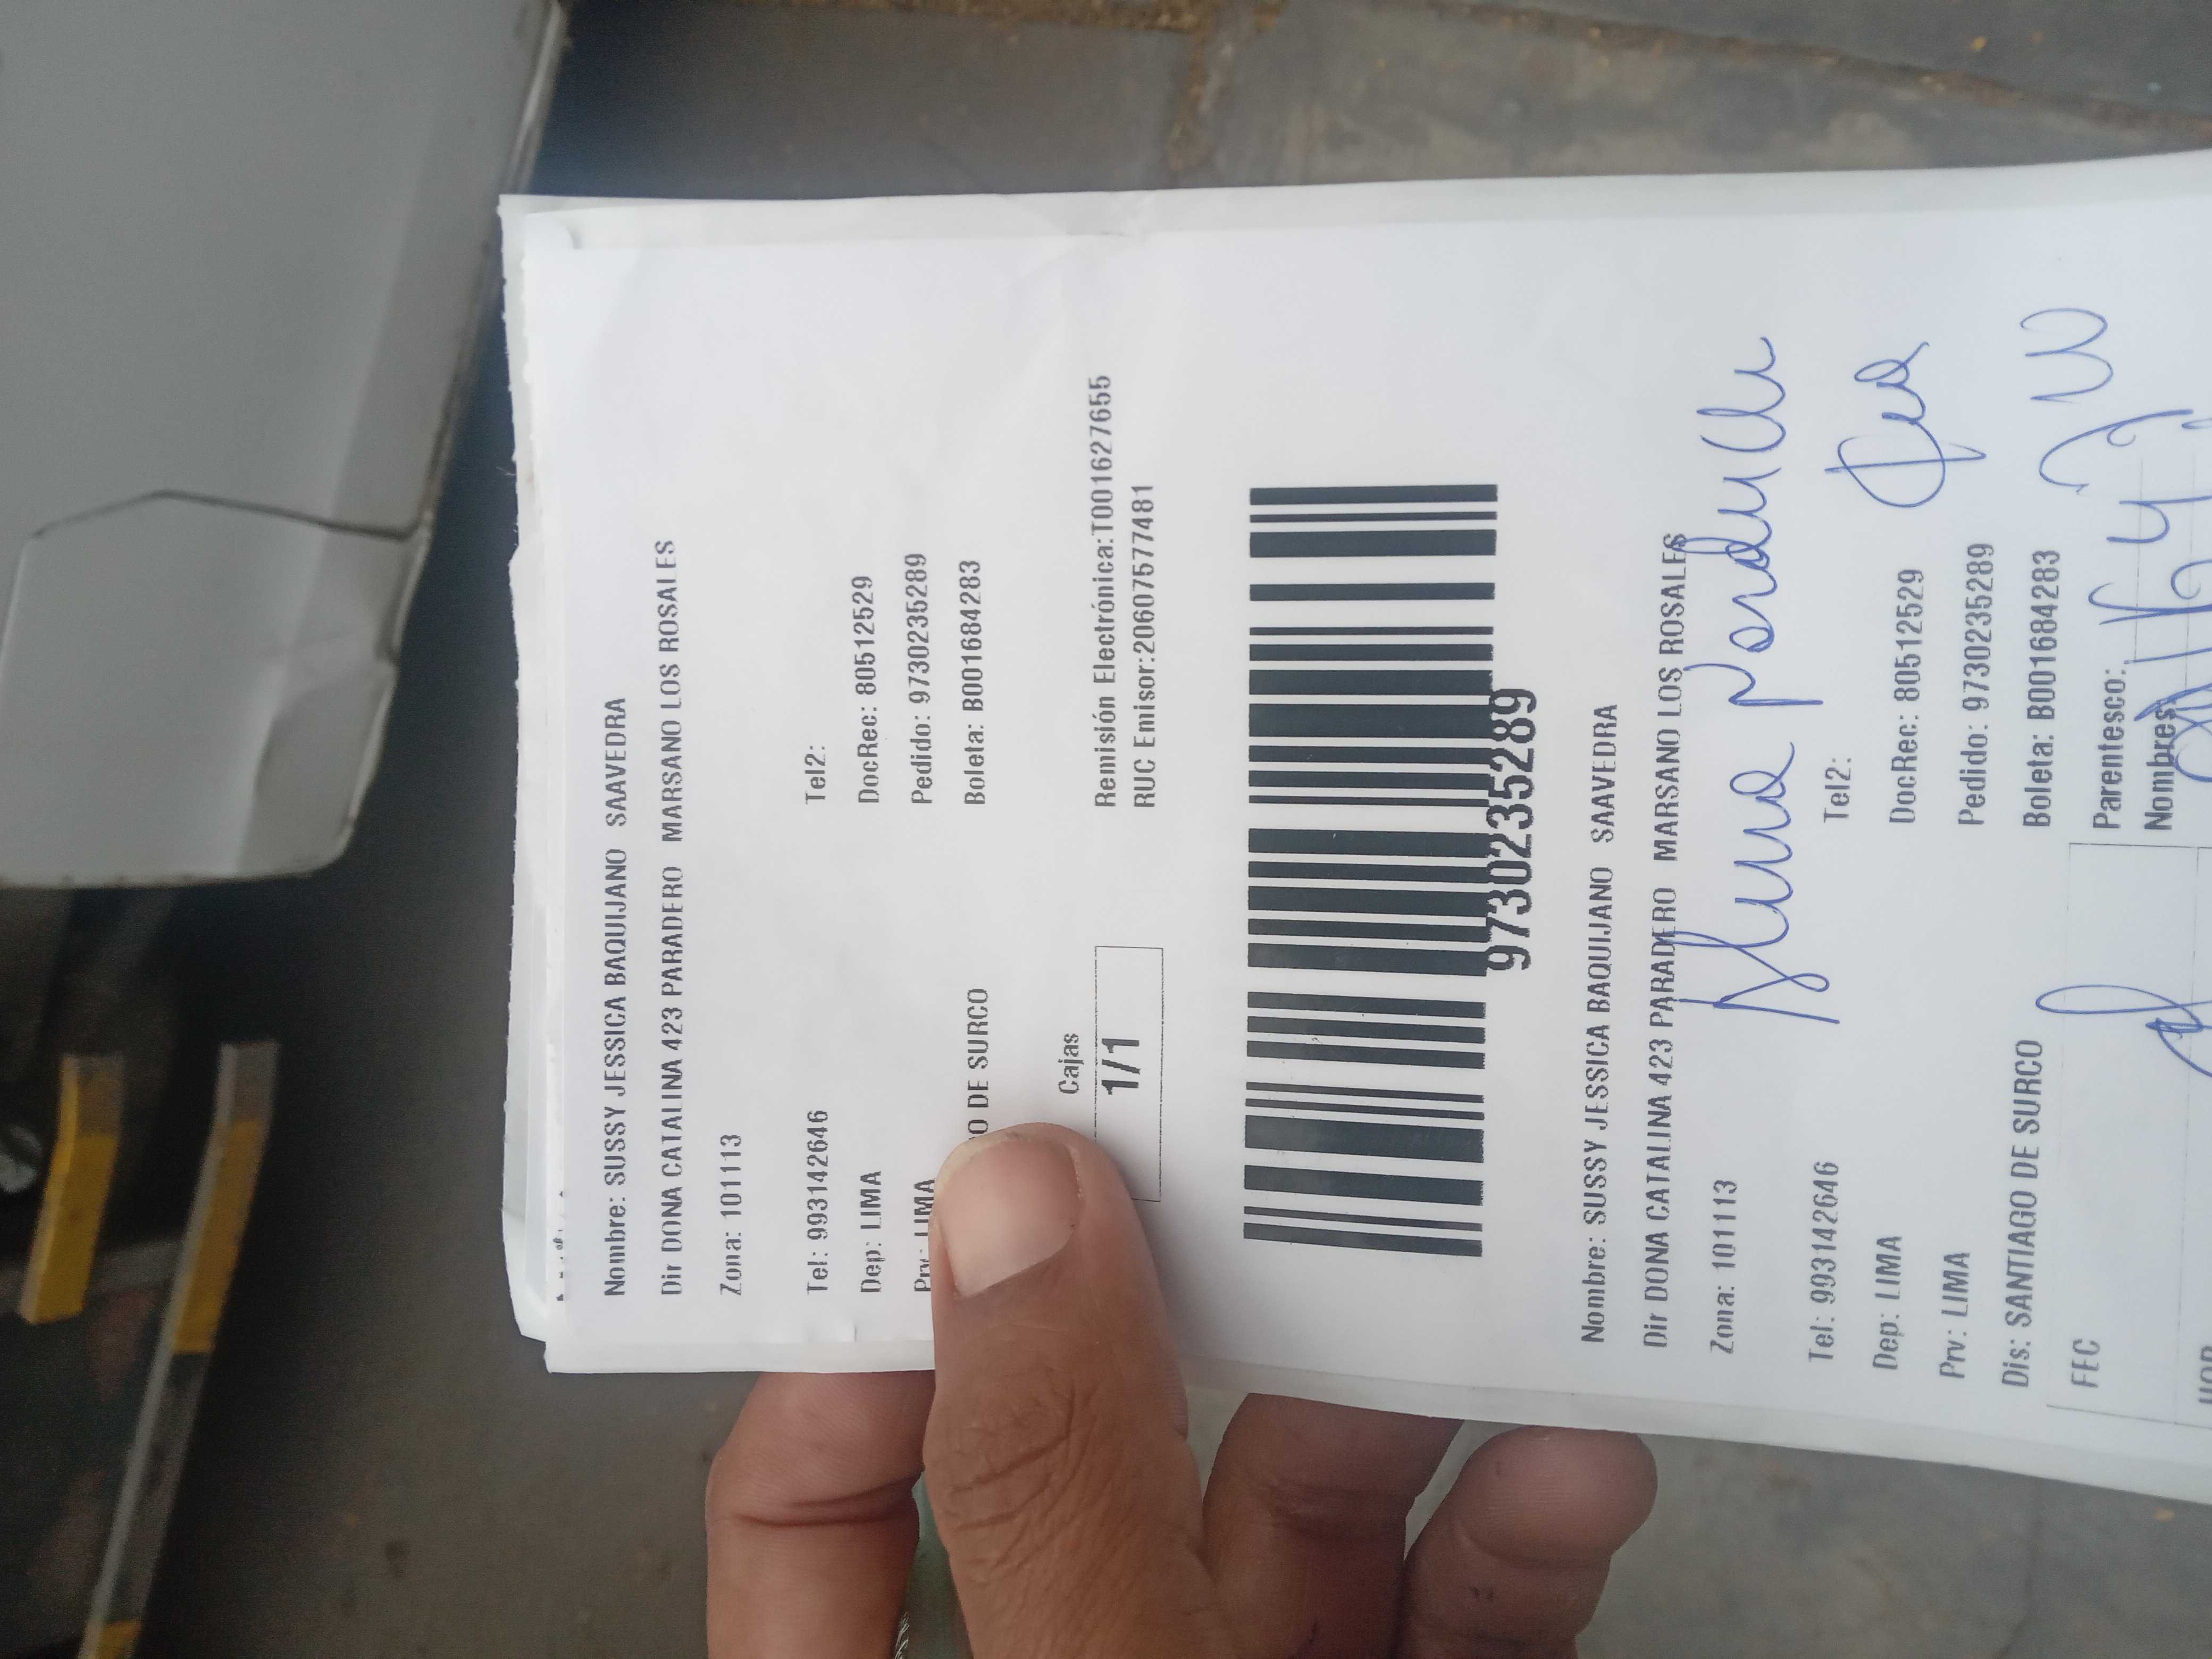 Nombre: SUSSY JESSICA BAQUIJANO SAAVEDRA
Dir DONA CATALINA 423 PARADERO MARSANO LOS ROSALES
Zona: 101113
Tel: 993142646 Tel2:
Dep: LIMA DocRec: 80512529
Prv: LIMA Pedido: 9730235289
O DE SURCO Boleta: B001684283
Cajas
1/1
Remisión Electrónica:T001627655
RUC Emisor:20607577481
9730235289
Nombre: SUSSY JESSICA BAQUIJANO SAAVEDRA
Dir DONA CATALINA 423 PARADERO MARSANO LOS ROSALES
Zona: 101113
Tel: 993142646 Tel2:
Dep: LIMA DocRec: 80512529
Prv: LIMA Pedido: 9730235289
Dis: SANTIAGO DE SURCO Boleta: B001684283
FEC Parentesco:
Nombres